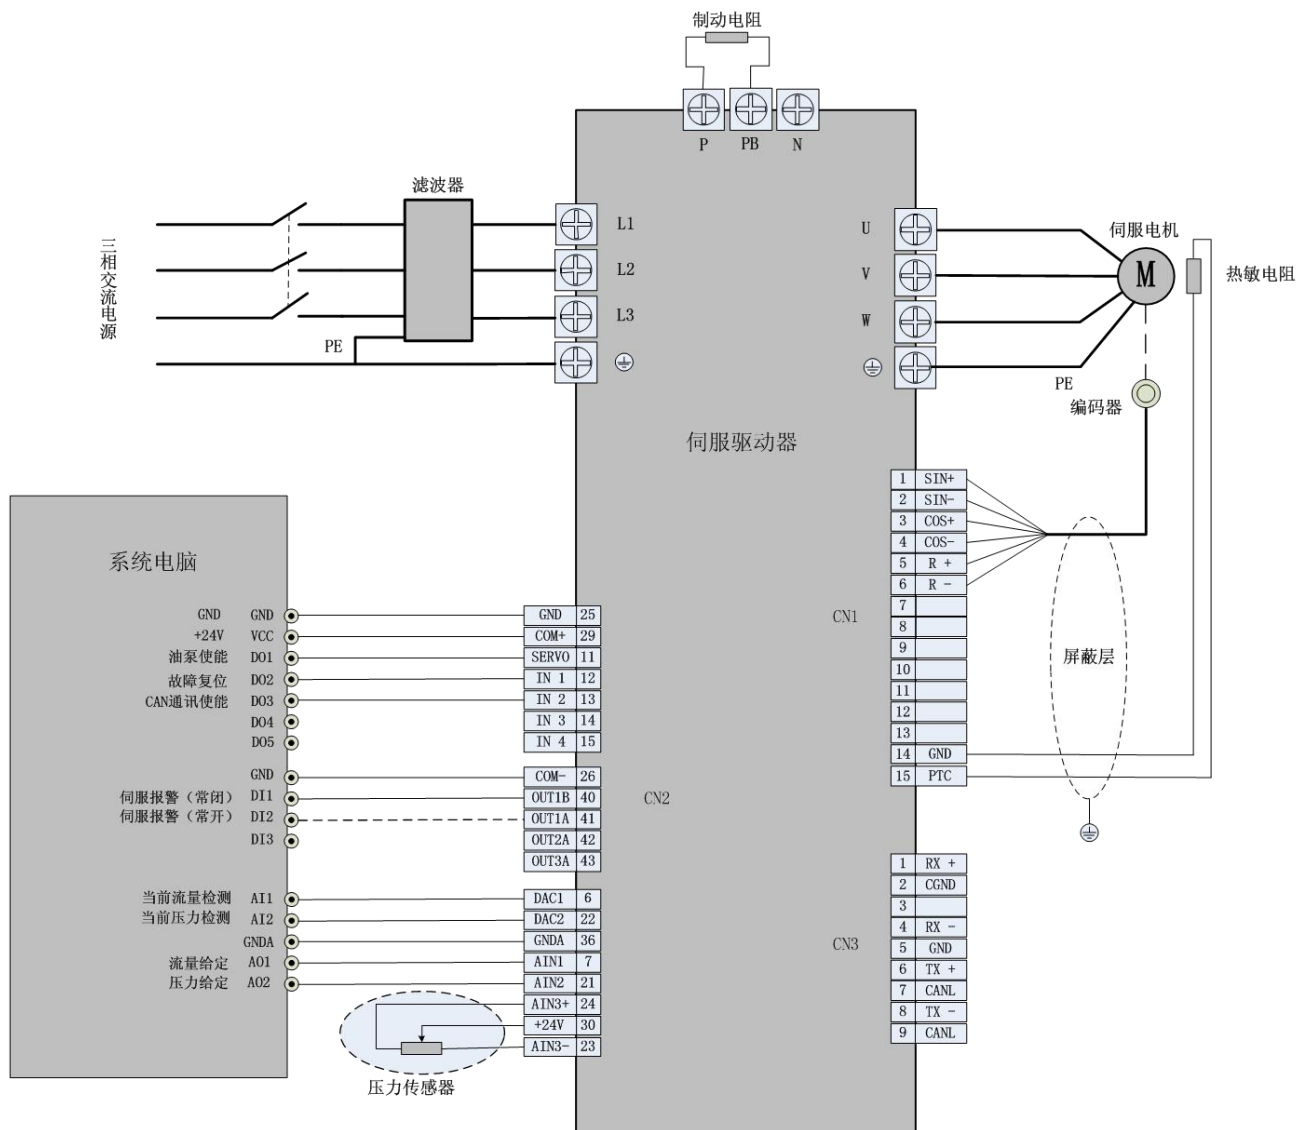 制动电阻
P PB N
滤波器
三相交流电源
L1
L2
L3
PE
U
V
W
PE
伺服电机
M
热敏电阻
编码器
伺服驱动器
1 SIN+
2 SIN-
3 COS+
4 COS-
5 R +
6 R -
7
8
9
10
11
12
13
14 GND
15 PTC
CN1
屏蔽层
系统电脑
GND GND
+24V VCC
油泵使能 DO1
故障复位 DO2
CAN通讯使能 DO3
DO4
DO5
GND
伺服报警（常闭） DI1
伺服报警（常开） DI2
DI3
当前流量检测 AI1
当前压力检测 AI2
GNDA
流量给定 AO1
压力给定 AO2
GND 25
COM+ 29
SERVO 11
IN 1 12
IN 2 13
IN 3 14
IN 4 15
COM- 26
OUT1B 40
OUT1A 41
OUT2A 42
OUT3A 43
CN2
DAC1 6
DAC2 22
GNDA 36
AIN1 7
AIN2 21
AIN3+ 24
+24V 30
AIN3- 23
压力传感器
CN3
1 RX +
2 CGND
3
4 RX -
5 GND
6 TX +
7 CANL
8 TX -
9 CANL